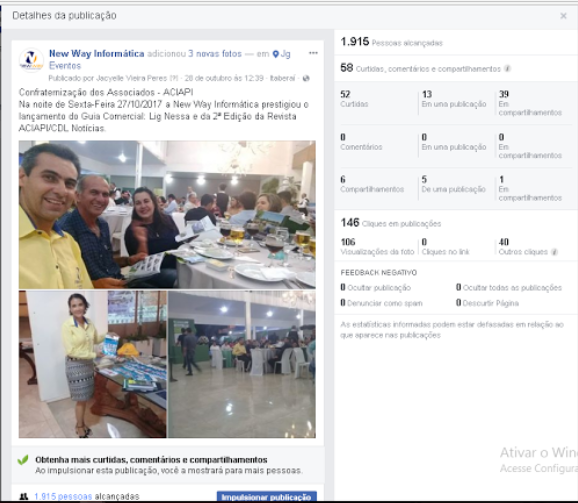 Detalhes da publicação
New Way Informática adicionou 3 novas fotos — em Jg
Eventos
Publicado por Jacyelle Vieira Peres [?] · 28 de outubro às 12:39 · Itaberaí ·
Confraternização dos Associados - ACIAPI
Na noite de Sexta-Feira 27/10/2017 a New Way Informática prestigiou o
lançamento do Guia Comercial: Lig Nessa e da 2ª Edição da Revista
ACIAPI/CDL Notícias.
Obtenha mais curtidas, comentários e compartilhamentos
Ao impulsionar esta publicação, você a mostrará para mais pessoas.
1.915 pessoas alcançadas
Impulsionar publicação
1.915 Pessoas alcançadas
58 Curtidas, comentários e compartilhamentos
52 13 39
Curtidas Em uma publicação Em
compartilhamentos
0 0 0
Comentários Em uma publicação Em
compartilhamentos
6 5 1
Compartilhamentos De uma publicação Em
compartilhamentos
146 Cliques em publicações
106 0 40
Visualizações da foto Cliques no link Outros cliques
FEEDBACK NEGATIVO
0 Ocultar publicação 0 Ocultar todas as publicações
0 Denunciar como spam 0 Descurtir Página
As estatísticas informadas podem estar defasadas em relação ao
que aparece nas publicações
Ativar o Win
Acesse Configura